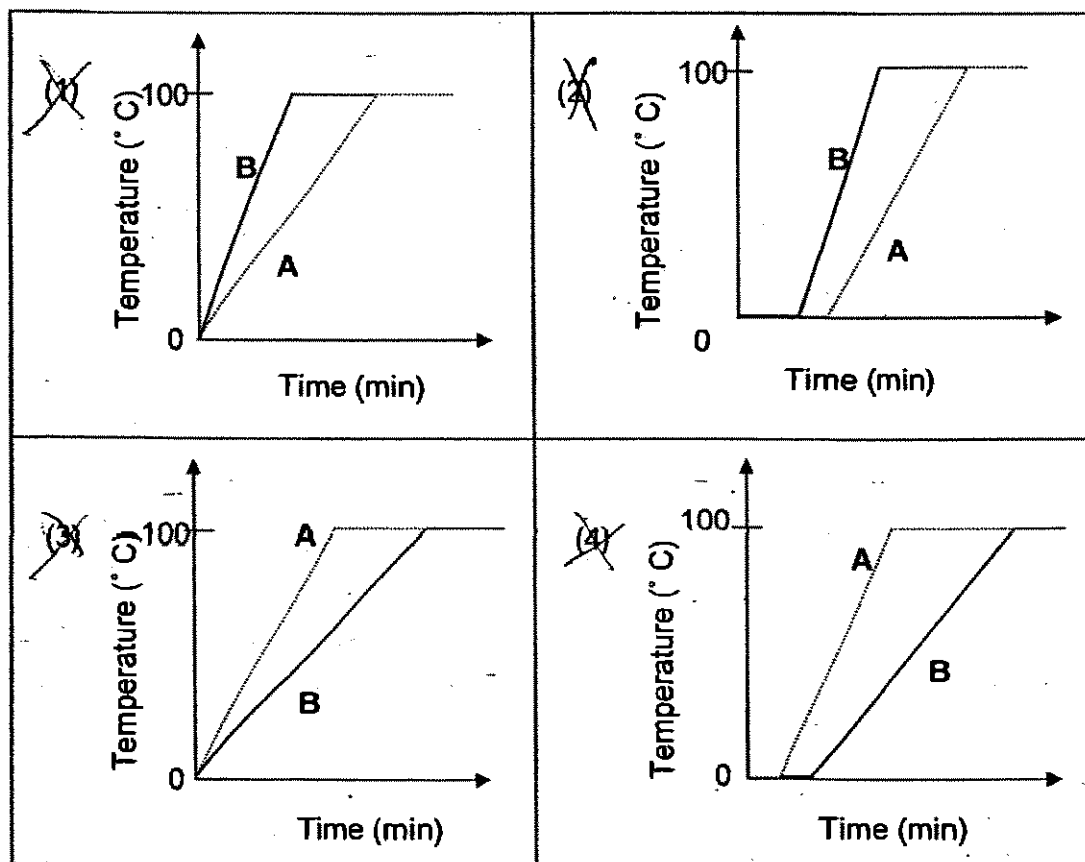 (1)
100
Temperature (° C)
B
A
0
Time (min)
(2)
100
Temperature (° C)
B
A
0
Time (min)
(3)
100
Temperature (° C)
A
B
0
Time (min)
(4)
100
Temperature (° C)
A
B
0
Time (min)